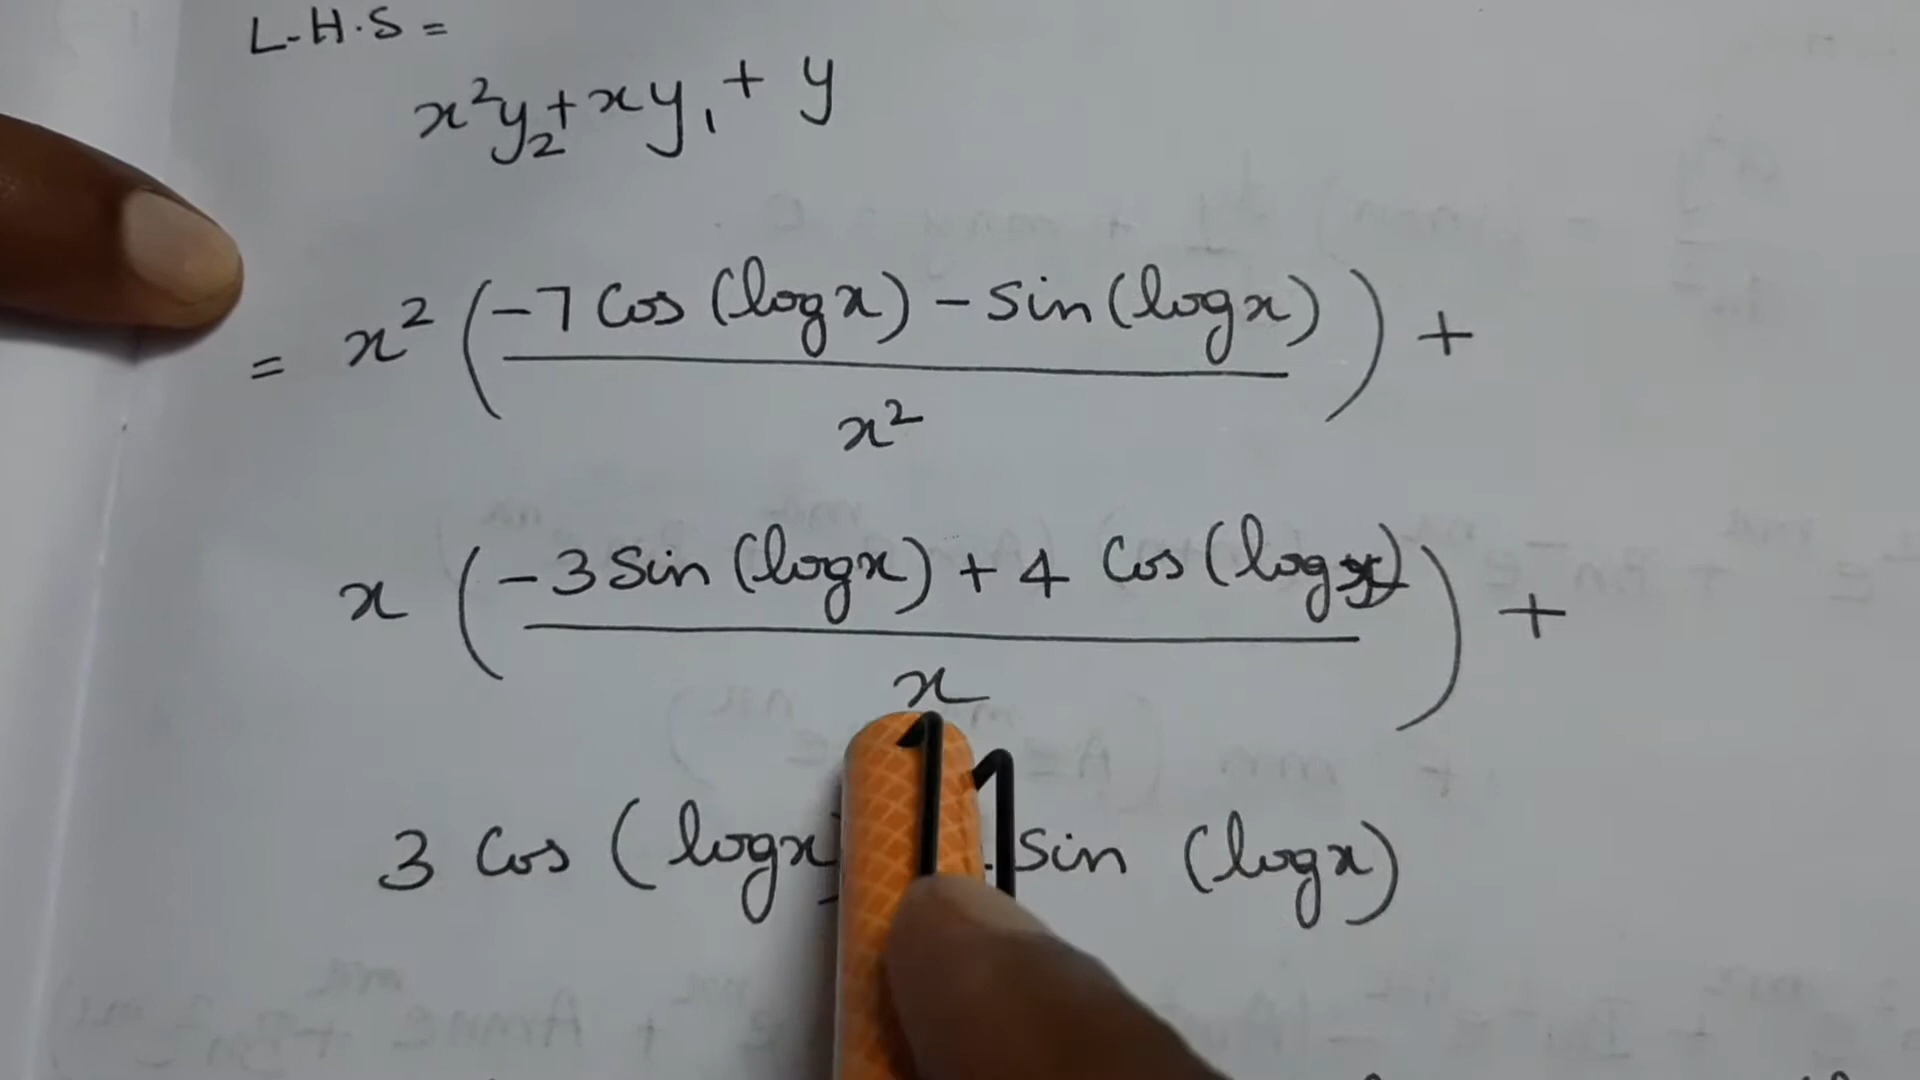 L-H.S =
x²y₂ + xy₁ + y
= x² ( (-7 cos (log x) - sin (log x)) / x² ) +
x ( (-3 sin (log x) + 4 cos (log x)) / x ) +
3 cos (log x) sin (log x)